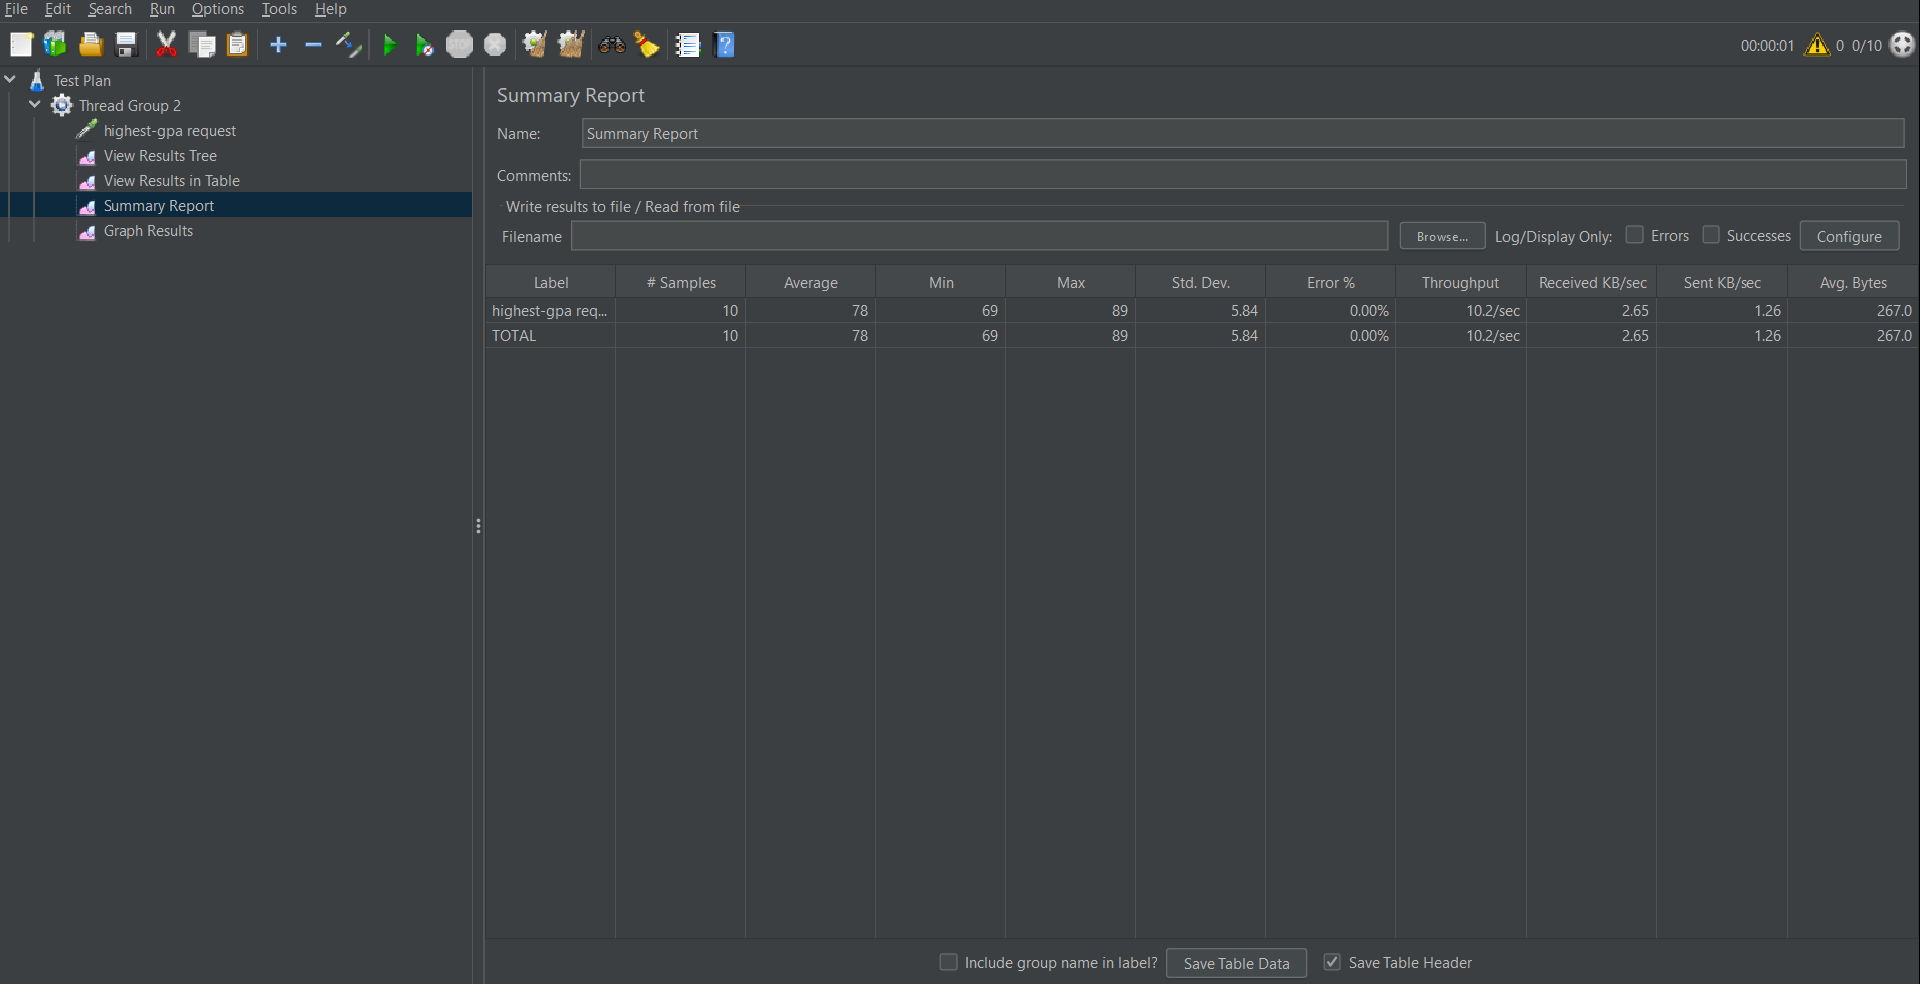 File Edit Search Run Options Tools Help
STOP
00:00:01 0 0/10
Test Plan
Thread Group 2
highest-gpa request
View Results Tree
View Results in Table
Summary Report
Graph Results
Summary Report
Name: Summary Report
Comments:
Write results to file / Read from file
Filename Browse... Log/Display Only: Errors Successes Configure
Label # Samples Average Min Max Std. Dev. Error % Throughput Received KB/sec Sent KB/sec Avg. Bytes
highest-gpa req... 10 78 69 89 5.84 0.00% 10.2/sec 2.65 1.26 267.0
TOTAL 10 78 69 89 5.84 0.00% 10.2/sec 2.65 1.26 267.0
Include group name in label? Save Table Data Save Table Header